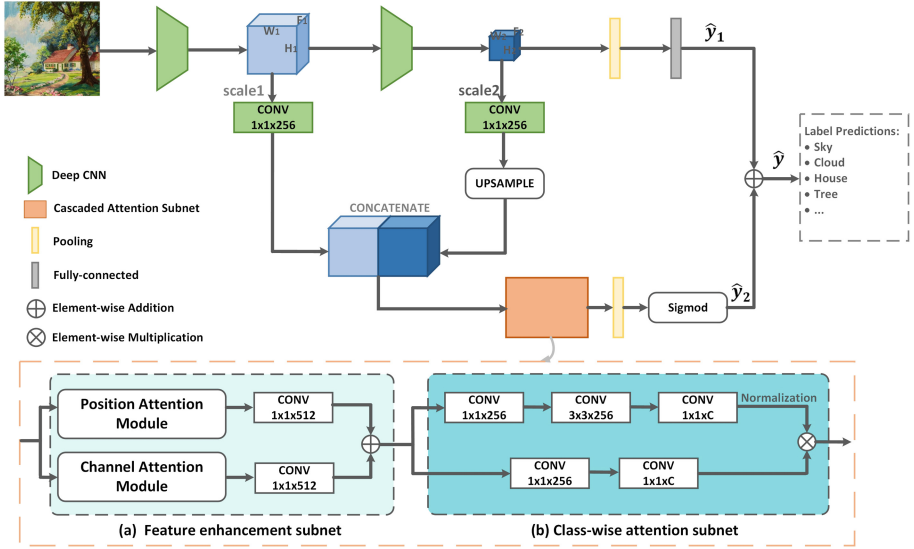 W₁
F₁
H₁
F₂
ŷ₁
scale1
scale2
CONV
1x1x256
CONV
1x1x256
UPSAMPLE
CONCATENATE
ŷ
Label Predictions:
• Sky
• Cloud
• House
• Tree
• ...
Deep CNN
Cascaded Attention Subnet
Pooling
Fully-connected
Element-wise Addition
Element-wise Multiplication
Sigmod
ŷ₂
Position Attention
Module
CONV
1x1x512
Channel Attention
Module
CONV
1x1x512
(a) Feature enhancement subnet
CONV
1x1x256
CONV
3x3x256
CONV
1x1xC
Normalization
CONV
1x1x256
CONV
1x1xC
(b) Class-wise attention subnet